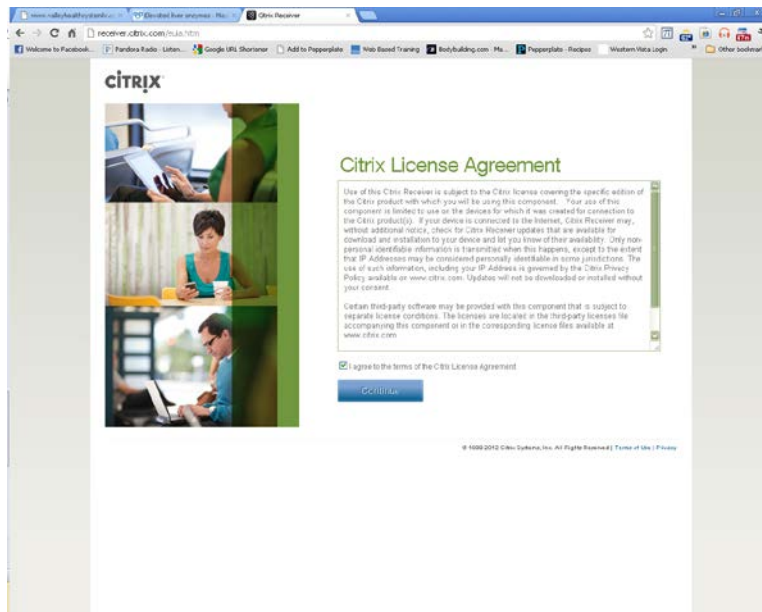 Elevated liver enzymes - Ma
Citrix Receiver
receiver.citrix.com/eula.htm
Welcome to Facebook... Pandora Radio - Listen... Google URL Shortener Add to Pepperplate Web Based Training Bodybuilding.com - Ma... Pepperplate - Recipes Western Vista Login Other bookmar
CİTRIX
Citrix License Agreement
Use of this Citrix Receiver is subject to the Citrix license covering the specific edition of
the Citrix product with which you will be using this component. Your use of this
component is limited to use on the devices for which it was created for connection to
the Citrix product(s). If your device is connected to the Internet, Citrix Receiver may,
without additional notice, check for Citrix Receiver updates that are available for
download and installation to your device and let you know of their availability. Only non-
personal identifiable information is transmitted when this happens, except to the extent
that IP Addresses may be considered personally identifiable in some jurisdictions. The
use of such information, including your IP Address is governed by the Citrix Privacy
Policy available on www.citrix.com. Updates will not be downloaded or installed without
your consent.
Certain third-party software may be provided with this component that is subject to
separate license conditions. The licenses are located in the third-party licenses file
accompanying this component or in the corresponding license files available at
www.citrix.com
I agree to the terms of the Citrix License Agreement
Continue
© 1999-2012 Citrix Systems, Inc. All Rights Reserved | Terms of Use | Privacy